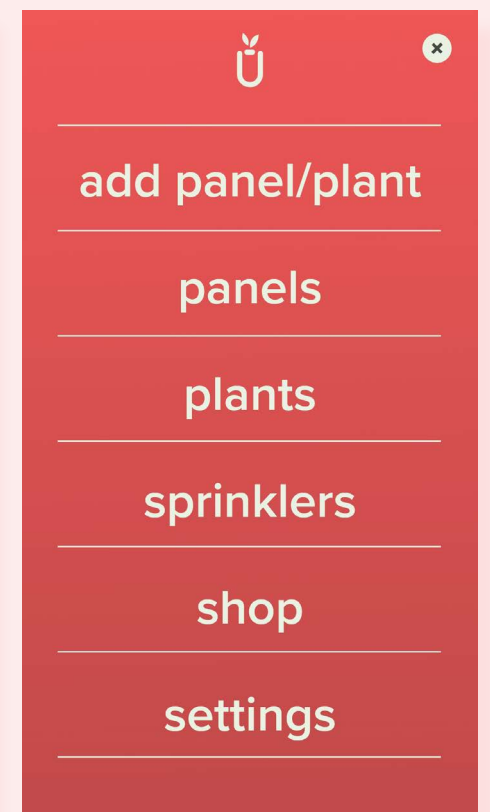 add panel/plant
panels
plants
sprinklers
shop
settings